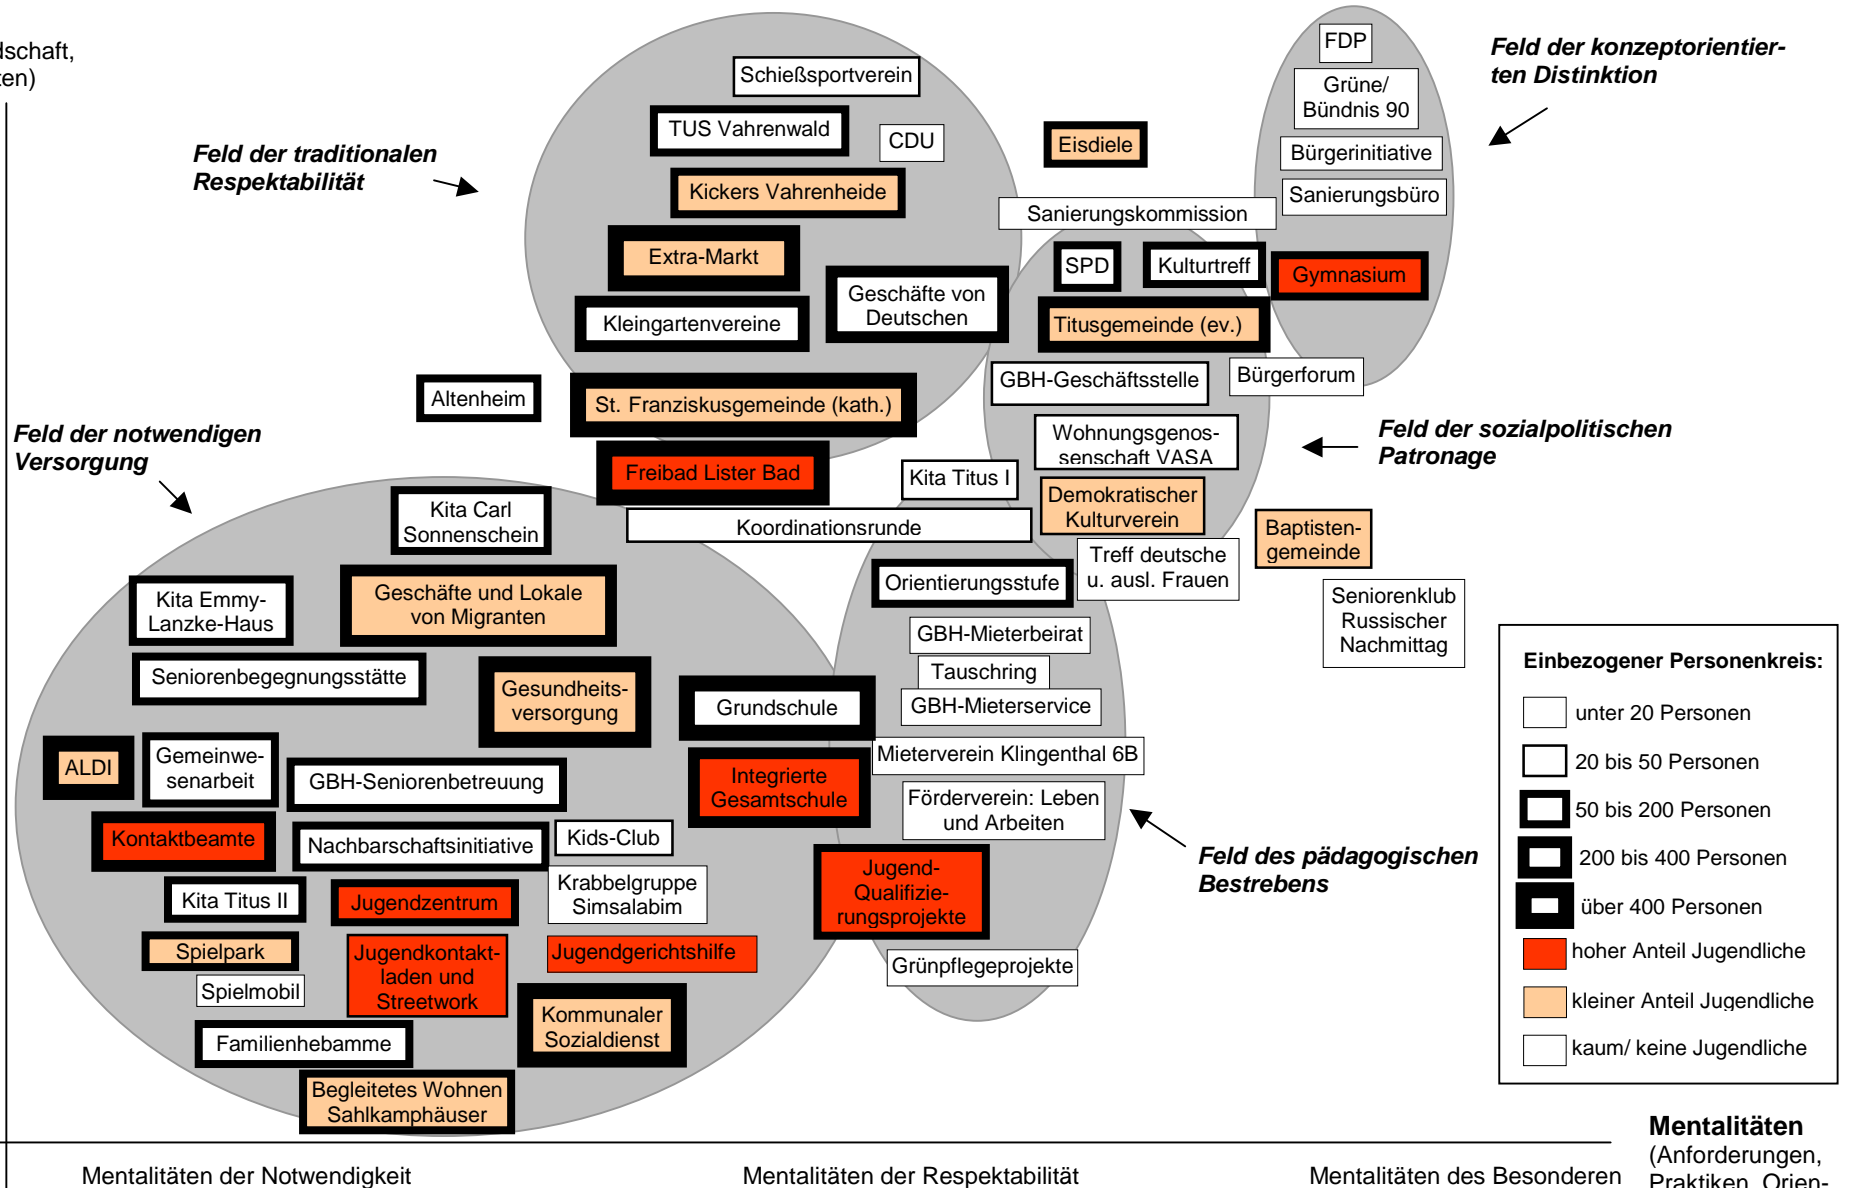 dschaft,
ten)
Feld der traditionalen
Respektabilität
Schießsportverein
TUS Vahrenwald
CDU
Kickers Vahrenheide
Extra-Markt
Geschäfte von
Deutschen
Kleingartenvereine
Altenheim
St. Franziskusgemeinde (kath.)
Freibad Lister Bad
Eisdiele
FDP
Grüne/
Bündnis 90
Bürgerinitiative
Sanierungsbüro
Feld der konzeptorientier-
ten Distinktion
Sanierungskommission
SPD
Kulturtreff
Gymnasium
Titusgemeinde (ev.)
GBH-Geschäftsstelle
Bürgerforum
Wohnungsgenos-
senschaft VASA
Feld der sozialpolitischen
Patronage
Kita Titus I
Demokratischer
Kulturverein
Koordinationsrunde
Baptisten-
gemeinde
Treff deutsche
u. ausl. Frauen
Seniorenklub
Russischer
Nachmittag
Feld der notwendigen
Versorgung
Kita Carl
Sonnenschein
Kita Emmy-
Lanzke-Haus
Geschäfte und Lokale
von Migranten
Seniorenbegegnungsstätte
Gesundheits-
versorgung
Grundschule
ALDI
Gemeinwe-
senarbeit
GBH-Seniorenbetreuung
Integrierte
Gesamtschule
Kontaktbeamte
Nachbarschaftsinitiative
Kids-Club
Krabbelgruppe
Simsalabim
Kita Titus II
Jugendzentrum
Spielpark
Jugendkontakt-
laden und
Streetwork
Jugendgerichtshilfe
Spielmobil
Kommunaler
Sozialdienst
Familienhebamme
Begleitetes Wohnen
Sahlkamphäuser
Orientierungsstufe
GBH-Mieterbeirat
Tauschring
GBH-Mieterservice
Mieterverein Klingenthal 6B
Förderverein: Leben
und Arbeiten
Jugend-
Qualifizie-
rungsprojekte
Grünpflegeprojekte
Feld des pädagogischen
Bestrebens
Einbezogener Personenkreis:
unter 20 Personen
20 bis 50 Personen
50 bis 200 Personen
200 bis 400 Personen
über 400 Personen
hoher Anteil Jugendliche
kleiner Anteil Jugendliche
kaum/ keine Jugendliche
Mentalitäten der Notwendigkeit
Mentalitäten der Respektabilität
Mentalitäten des Besonderen
Mentalitäten
(Anforderungen,
Praktiken, Orien-